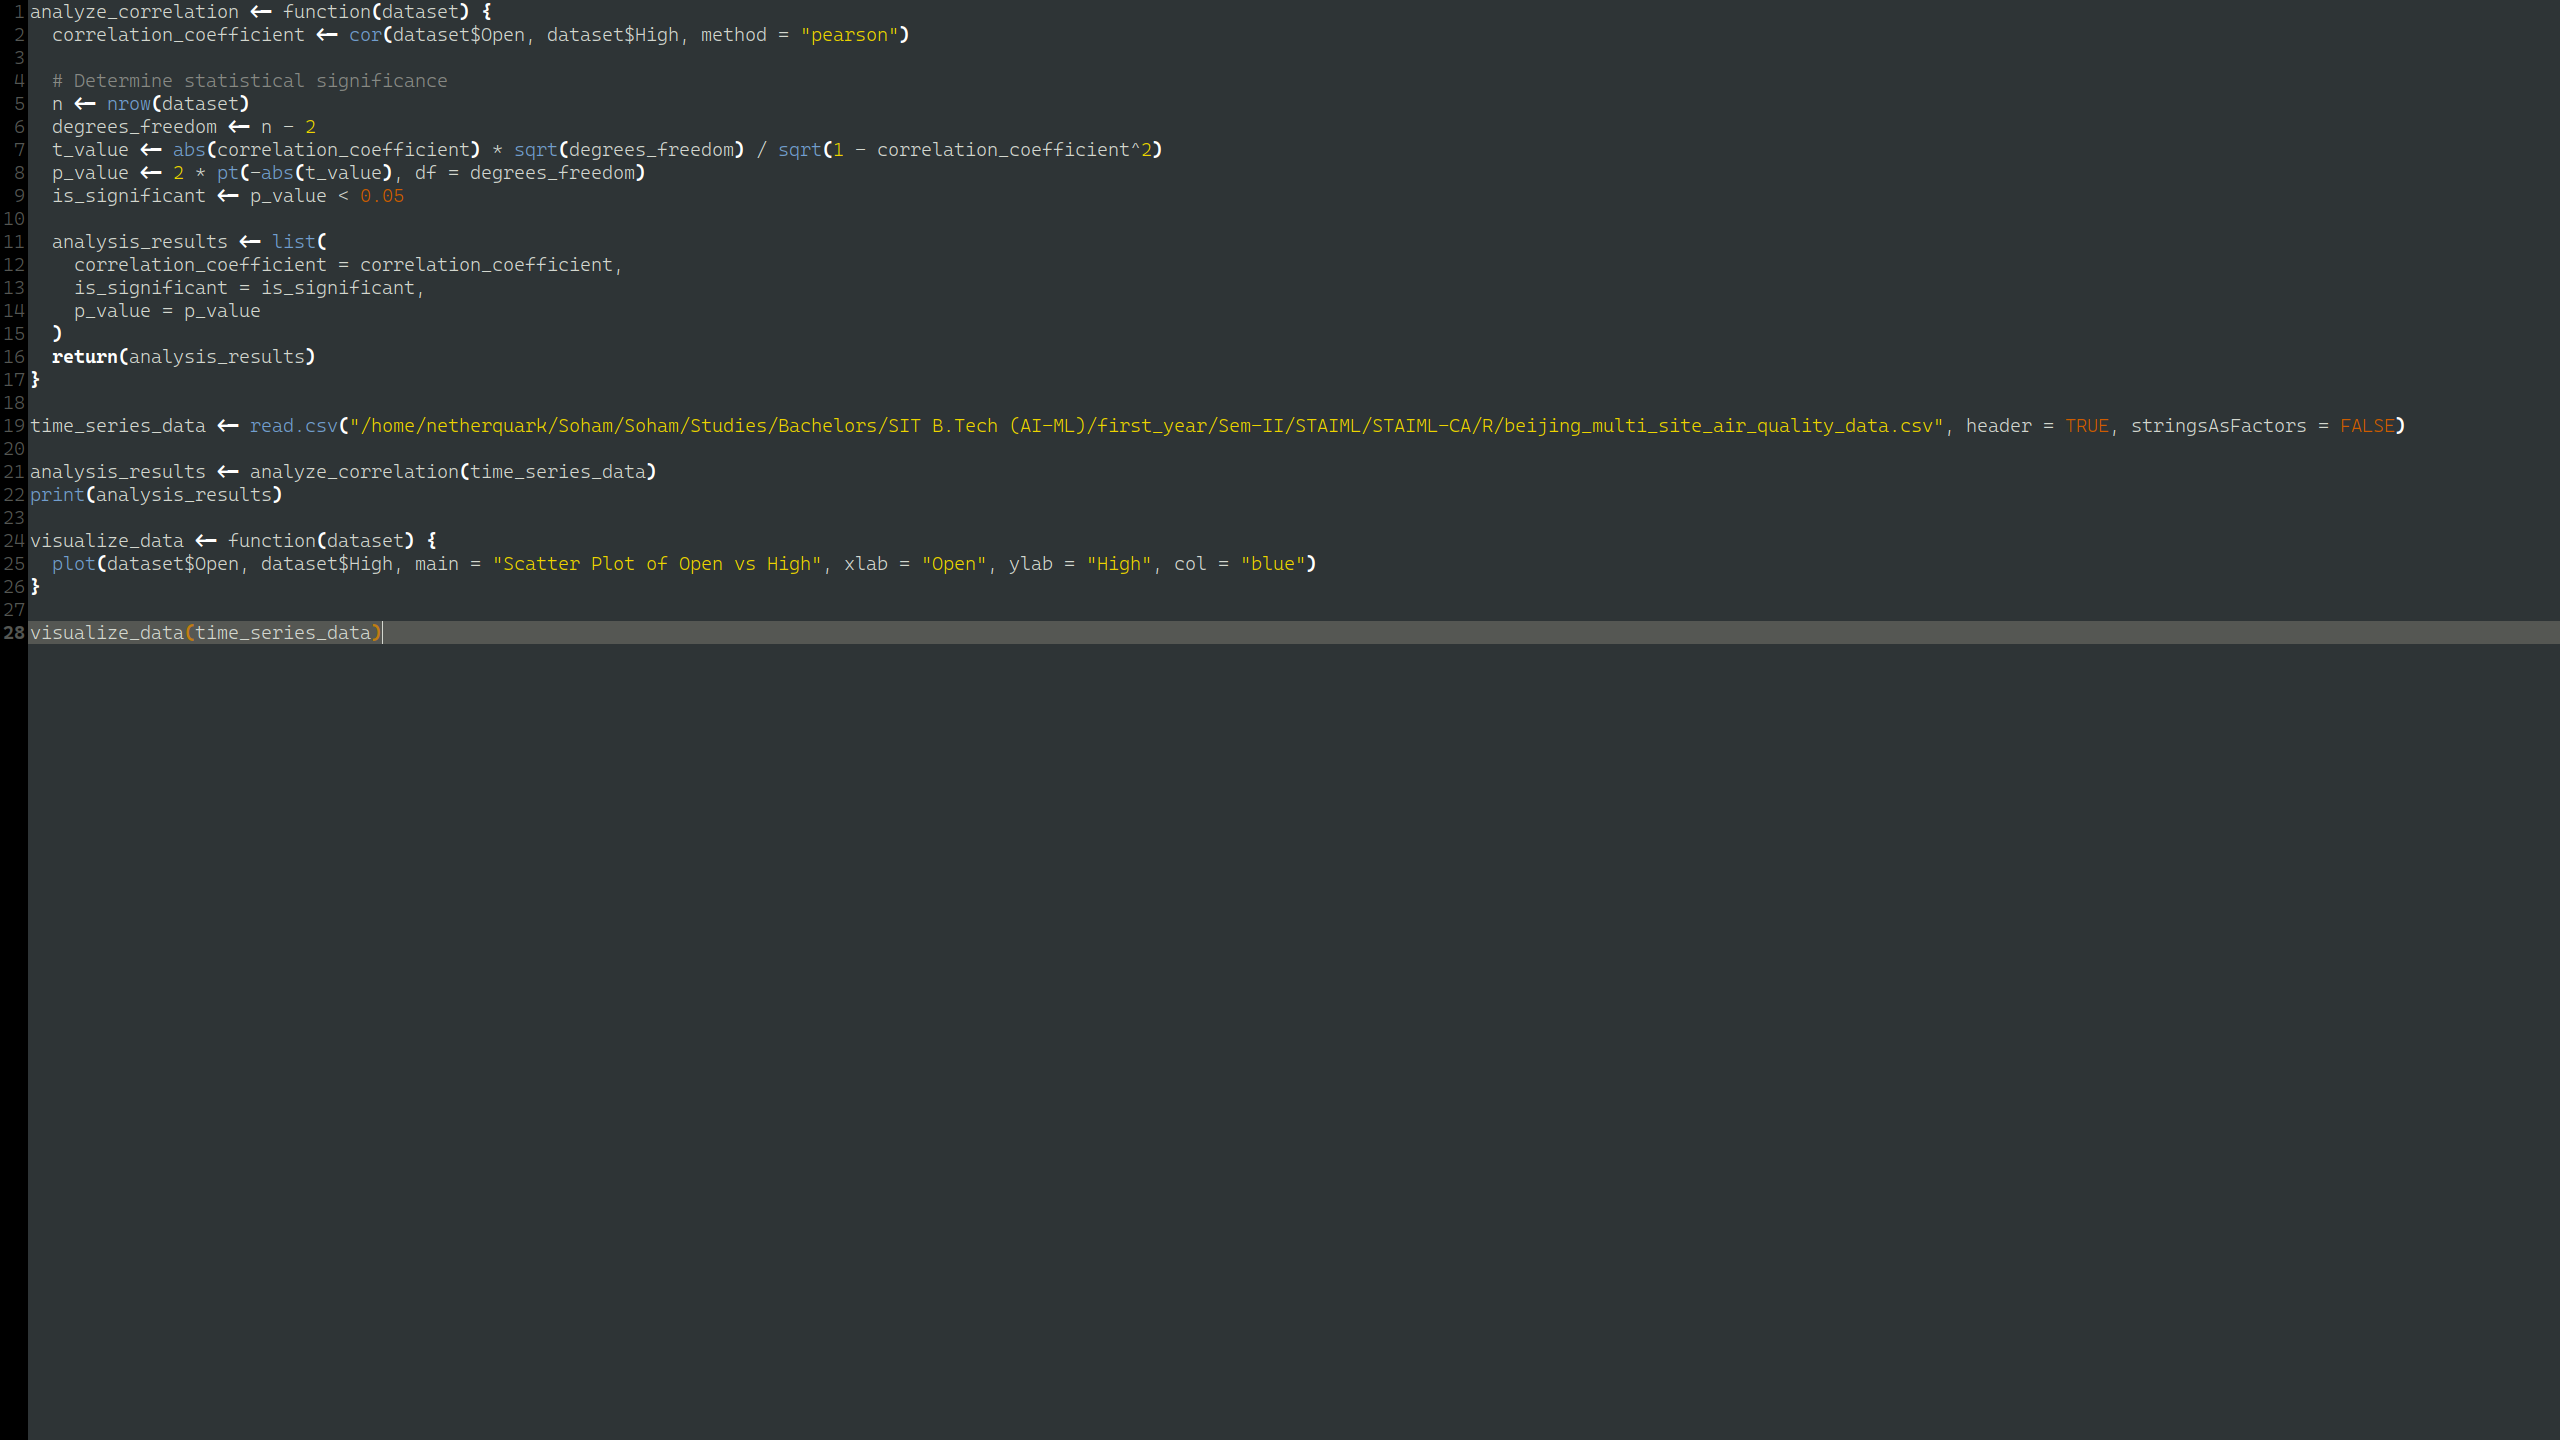 1 analyze_correlation <- function(dataset) {
2   correlation_coefficient <- cor(dataset$Open, dataset$High, method = "pearson")
3
4   # Determine statistical significance
5   n <- nrow(dataset)
6   degrees_freedom <- n - 2
7   t_value <- abs(correlation_coefficient) * sqrt(degrees_freedom) / sqrt(1 - correlation_coefficient^2)
8   p_value <- 2 * pt(-abs(t_value), df = degrees_freedom)
9   is_significant <- p_value < 0.05
10
11   analysis_results <- list(
12     correlation_coefficient = correlation_coefficient,
13     is_significant = is_significant,
14     p_value = p_value
15   )
16   return(analysis_results)
17 }
18
19 time_series_data <- read.csv("/home/netherquark/Soham/Soham/Studies/Bachelors/SIT B.Tech (AI-ML)/first_year/Sem-II/STAIML/STAIML-CA/R/beijing_multi_site_air_quality_data.csv", header = TRUE, stringsAsFactors = FALSE)
20
21 analysis_results <- analyze_correlation(time_series_data)
22 print(analysis_results)
23
24 visualize_data <- function(dataset) {
25   plot(dataset$Open, dataset$High, main = "Scatter Plot of Open vs High", xlab = "Open", ylab = "High", col = "blue")
26 }
27
28 visualize_data(time_series_data)